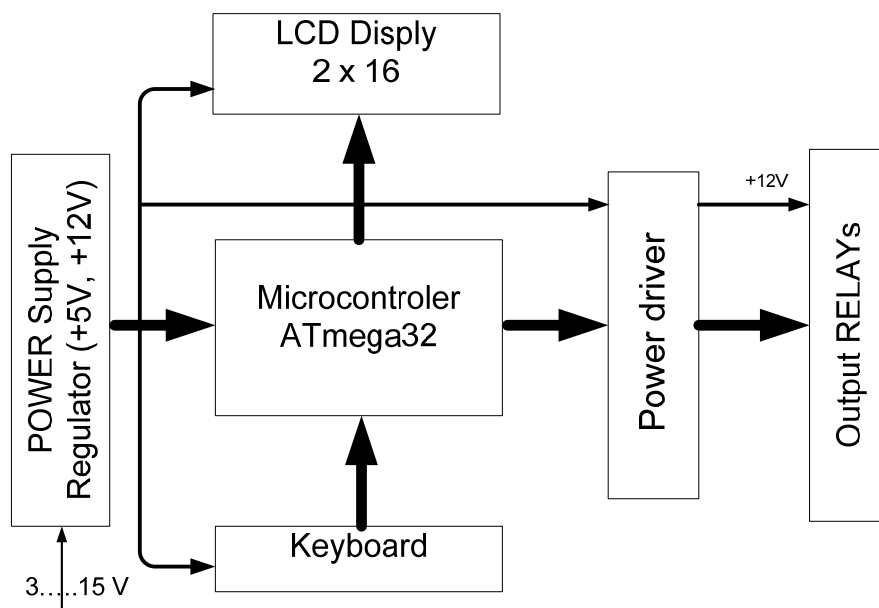 LCD Disply
2 x 16
POWER Supply
Regulator (+5V, +12V)
+12V
Microcontroler
ATmega32
Power driver
Output RELAYs
Keyboard
3.....15 V